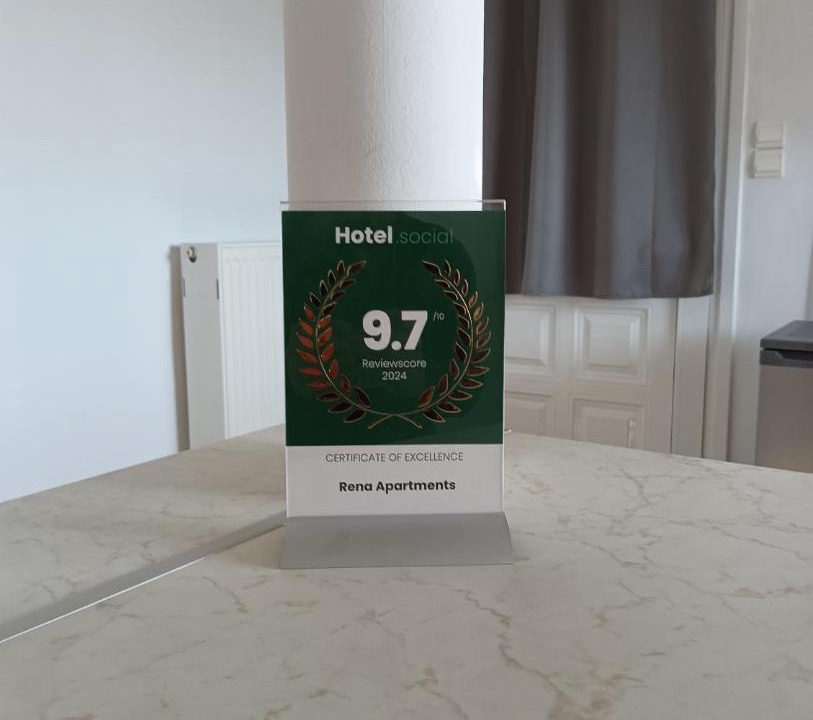 Hotel.social
9.7/10
Reviewscore
2024
CERTIFICATE OF EXCELLENCE
Rena Apartments